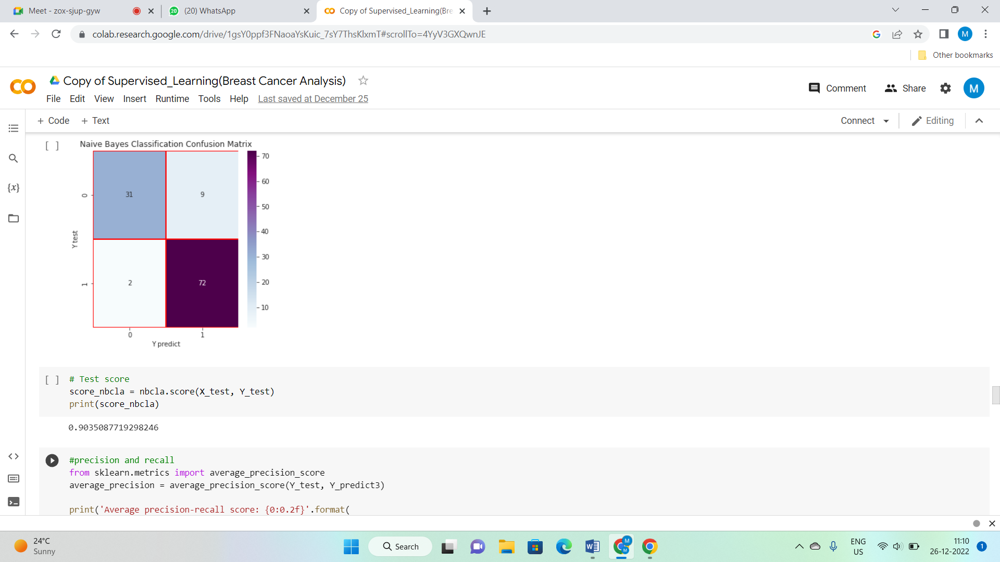 Meet - zox-sjup-gyw
20
(20) WhatsApp
Copy of Supervised_Learning(Bre
colab.research.google.com/drive/1gsY0ppf3FNaoaYsKuic_7sY7ThsKlxmT#scrollTo=4YyV3GXQwnJE
M
Other bookmarks
Copy of Supervised_Learning(Breast Cancer Analysis)
File Edit View Insert Runtime Tools Help Last saved at December 25
Comment
Share
M
+ Code + Text
Connect
Editing
[ ]
Naive Bayes Classification Confusion Matrix
{x}
31 9
2 72
0
1
Y test
0 1
Y predict
70
60
50
40
30
20
10
[ ]
# Test score
score_nbcla = nbcla.score(X_test, Y_test)
print(score_nbcla)
0.9035087719298246
#precision and recall
from sklearn.metrics import average_precision_score
average_precision = average_precision_score(Y_test, Y_predict3)
print('Average precision-recall score: {0:0.2f}'.format(
24°C
Sunny
Search
M
M
ENG
US
11:10
26-12-2022
1